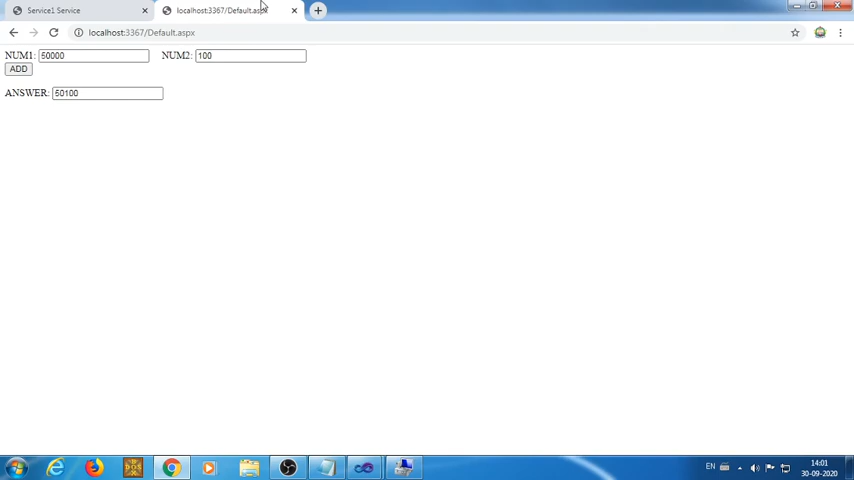 Service1 Service
localhost:3367/Default.aspx
localhost:3367/Default.aspx
NUM1: 50000 NUM2: 100
ADD
ANSWER: 50100
EN
14:01
30-09-2020